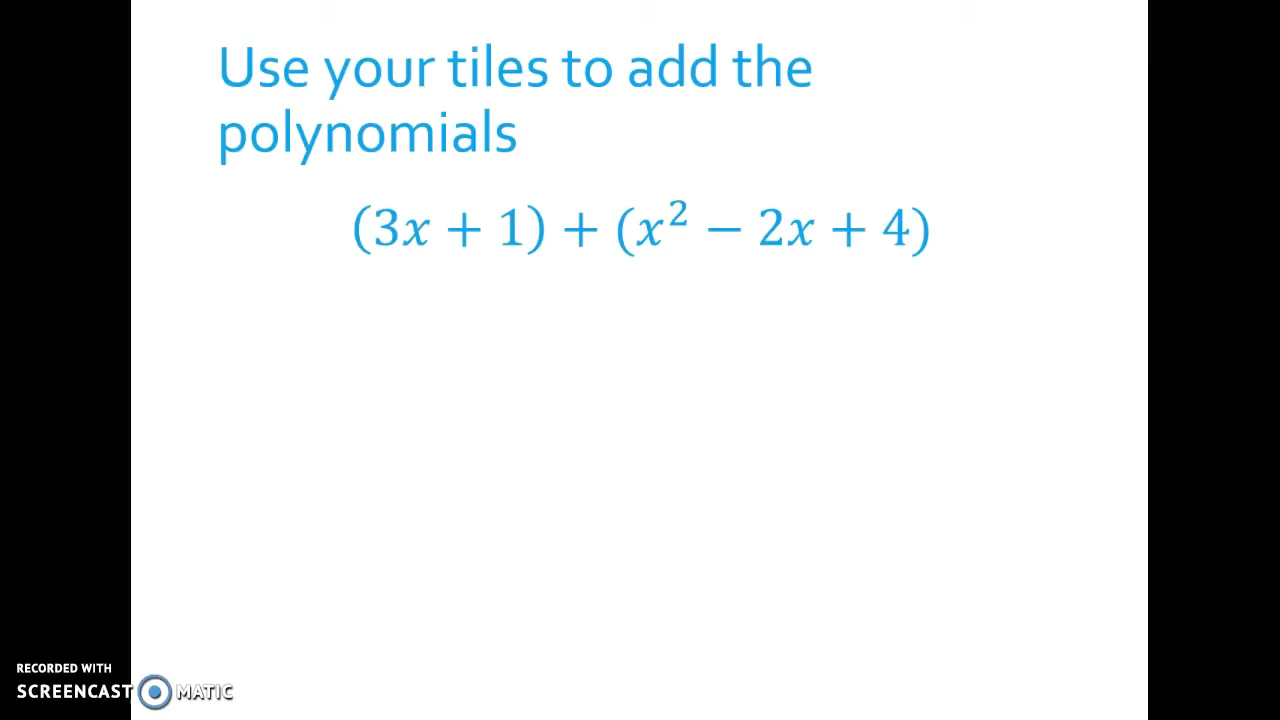 Use your tiles to add the
polynomials
(3x + 1) + (x² − 2x + 4)
RECORDED WITH
SCREENCAST MATIC